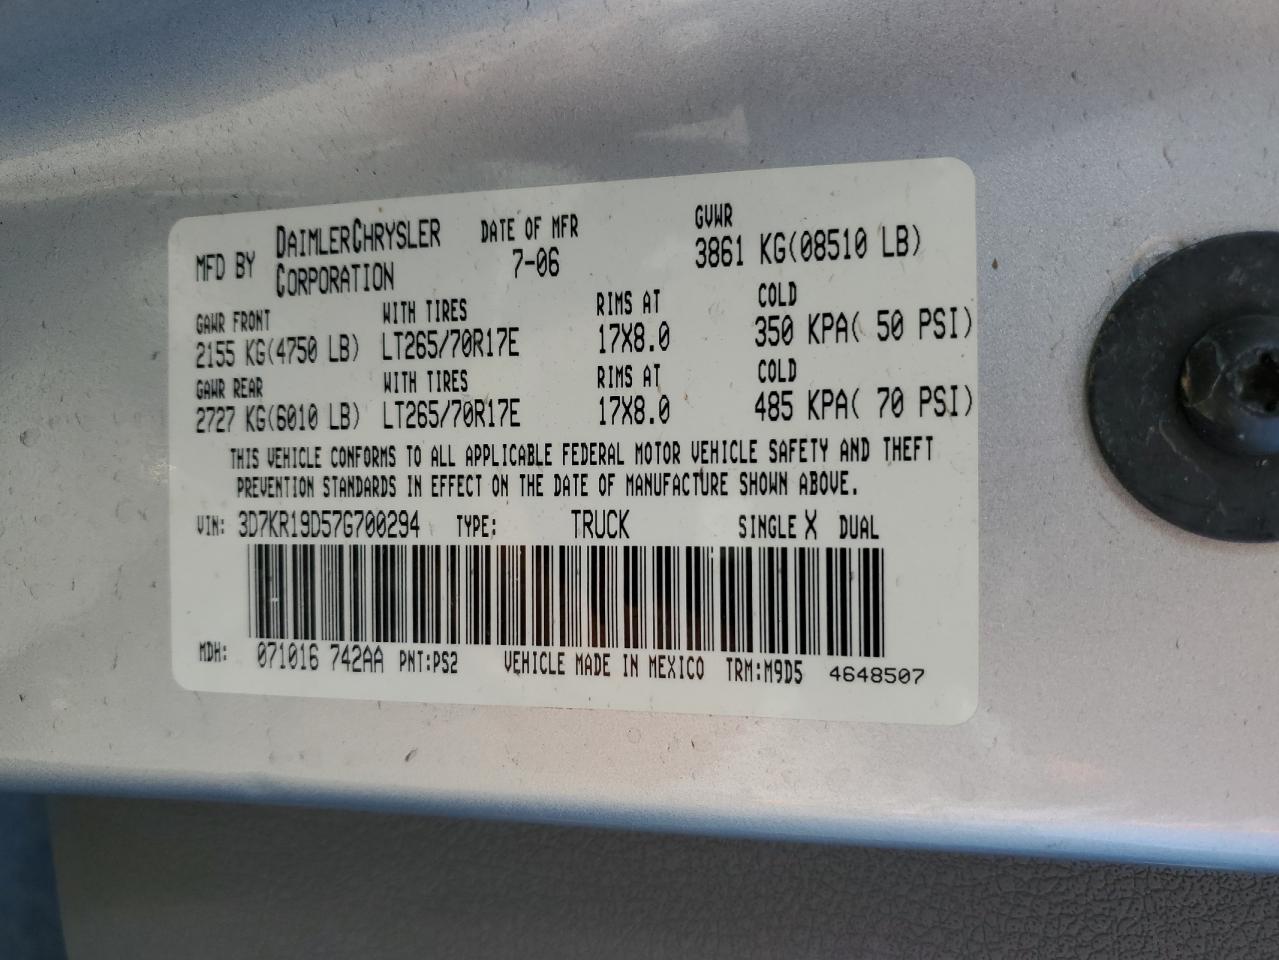 MFD BY DAIMLERCHRYSLER CORPORATION DATE OF MFR 7-06 GVWR 3861 KG(08510 LB)
GAWR FRONT WITH TIRES RIMS AT COLD
2155 KG(4750 LB) LT265/70R17E 17X8.0 350 KPA( 50 PSI)
GAWR REAR WITH TIRES RIMS AT COLD
2727 KG(6010 LB) LT265/70R17E 17X8.0 485 KPA( 70 PSI)
THIS VEHICLE CONFORMS TO ALL APPLICABLE FEDERAL MOTOR VEHICLE SAFETY AND THEFT
PREVENTION STANDARDS IN EFFECT ON THE DATE OF MANUFACTURE SHOWN ABOVE.
VIN: 3D7KR19D57G700294 TYPE: TRUCK SINGLE X DUAL
MDH: 071016 742AA PNT:PS2 VEHICLE MADE IN MEXICO TRM:M9D5 4648507